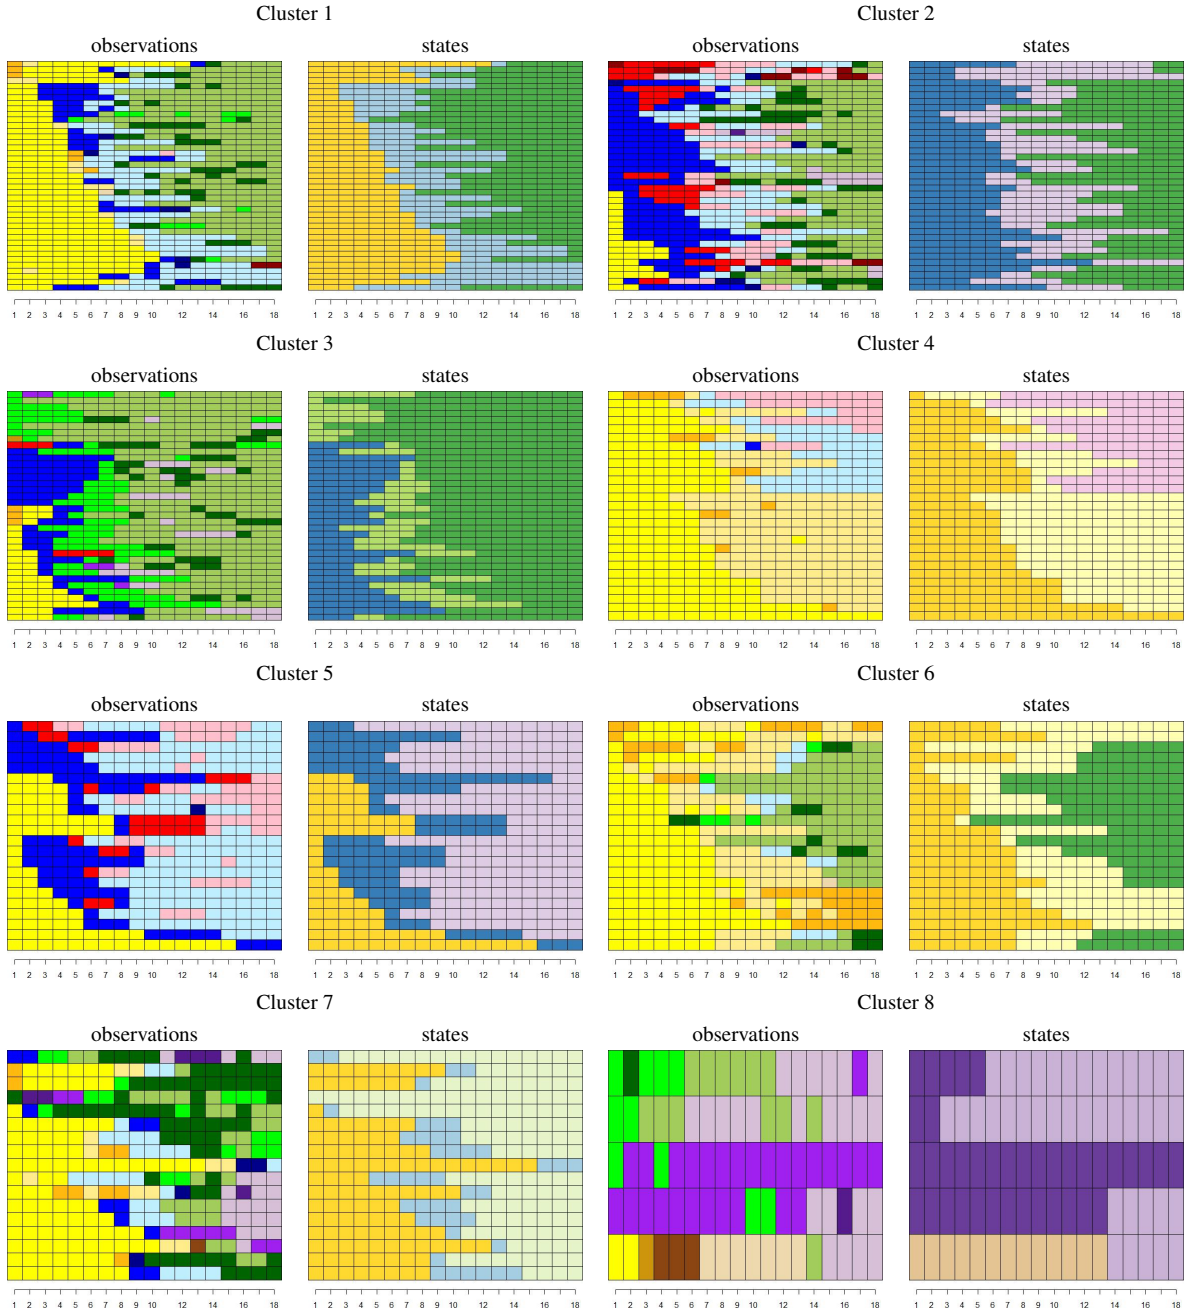 Cluster 1 Cluster 2
observations states observations states
1 2 3 4 5 6 7 8 9 10 12 14 16 18 1 2 3 4 5 6 7 8 9 10 12 14 16 18 1 2 3 4 5 6 7 8 9 10 12 14 16 18 1 2 3 4 5 6 7 8 9 10 12 14 16 18
Cluster 3 Cluster 4
observations states observations states
1 2 3 4 5 6 7 8 9 10 12 14 16 18 1 2 3 4 5 6 7 8 9 10 12 14 16 18 1 2 3 4 5 6 7 8 9 10 12 14 16 18 1 2 3 4 5 6 7 8 9 10 12 14 16 18
Cluster 5 Cluster 6
observations states observations states
1 2 3 4 5 6 7 8 9 10 12 14 16 18 1 2 3 4 5 6 7 8 9 10 12 14 16 18 1 2 3 4 5 6 7 8 9 10 12 14 16 18 1 2 3 4 5 6 7 8 9 10 12 14 16 18
Cluster 7 Cluster 8
observations states observations states
1 2 3 4 5 6 7 8 9 10 12 14 16 18 1 2 3 4 5 6 7 8 9 10 12 14 16 18 1 2 3 4 5 6 7 8 9 10 12 14 16 18 1 2 3 4 5 6 7 8 9 10 12 14 16 18